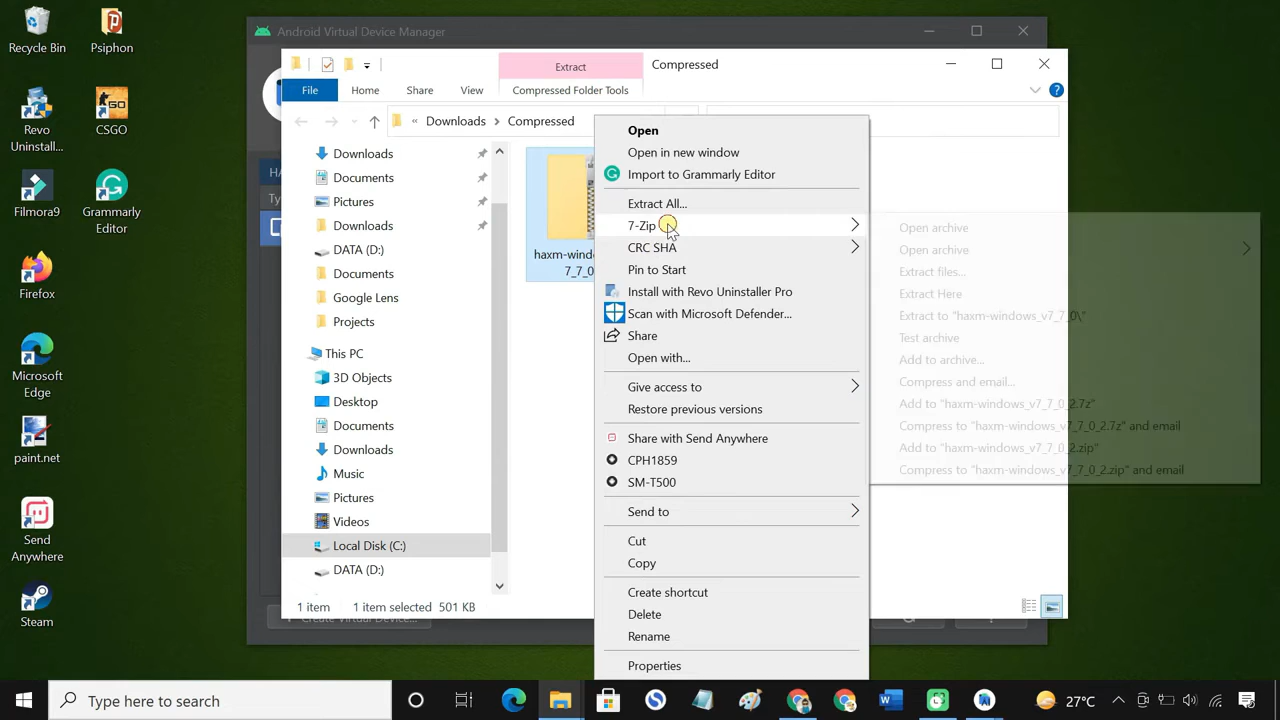 Recycle Bin
Psiphon
Revo
Uninstall...
CSGO
Filmora9
Grammarly
Editor
Firefox
Microsoft
Edge
paint.net
Send
Anywhere
Steam
Android Virtual Device Manager
Extract
Compressed
File
Home
Share
View
Compressed Folder Tools
« Downloads > Compressed
HA
Ty
Downloads
Documents
Pictures
Downloads
DATA (D:)
Documents
Google Lens
Projects
This PC
3D Objects
Desktop
Documents
Downloads
Music
Pictures
Videos
Local Disk (C:)
DATA (D:)
haxm-windo
7_7_0
1 item
1 item selected
501 KB
Create Virtual Device...
?
Open
Open in new window
Import to Grammarly Editor
Extract All...
7-Zip
CRC SHA
Pin to Start
Install with Revo Uninstaller Pro
Scan with Microsoft Defender...
Share
Open with...
Give access to
Restore previous versions
Share with Send Anywhere
CPH1859
SM-T500
Send to
Cut
Copy
Create shortcut
Delete
Rename
Properties
Open archive
Open archive
Extract files...
Extract Here
Extract to "haxm-windows_v7_7_0\"
Test archive
Add to archive...
Compress and email...
Add to "haxm-windows_v7_7_0_2.7z"
Compress to "haxm-windows_v7_7_0_2.7z" and email
Add to "haxm-windows_v7_7_0_2.zip"
Compress to "haxm-windows_v7_7_0_2.zip" and email
Type here to search
27°C